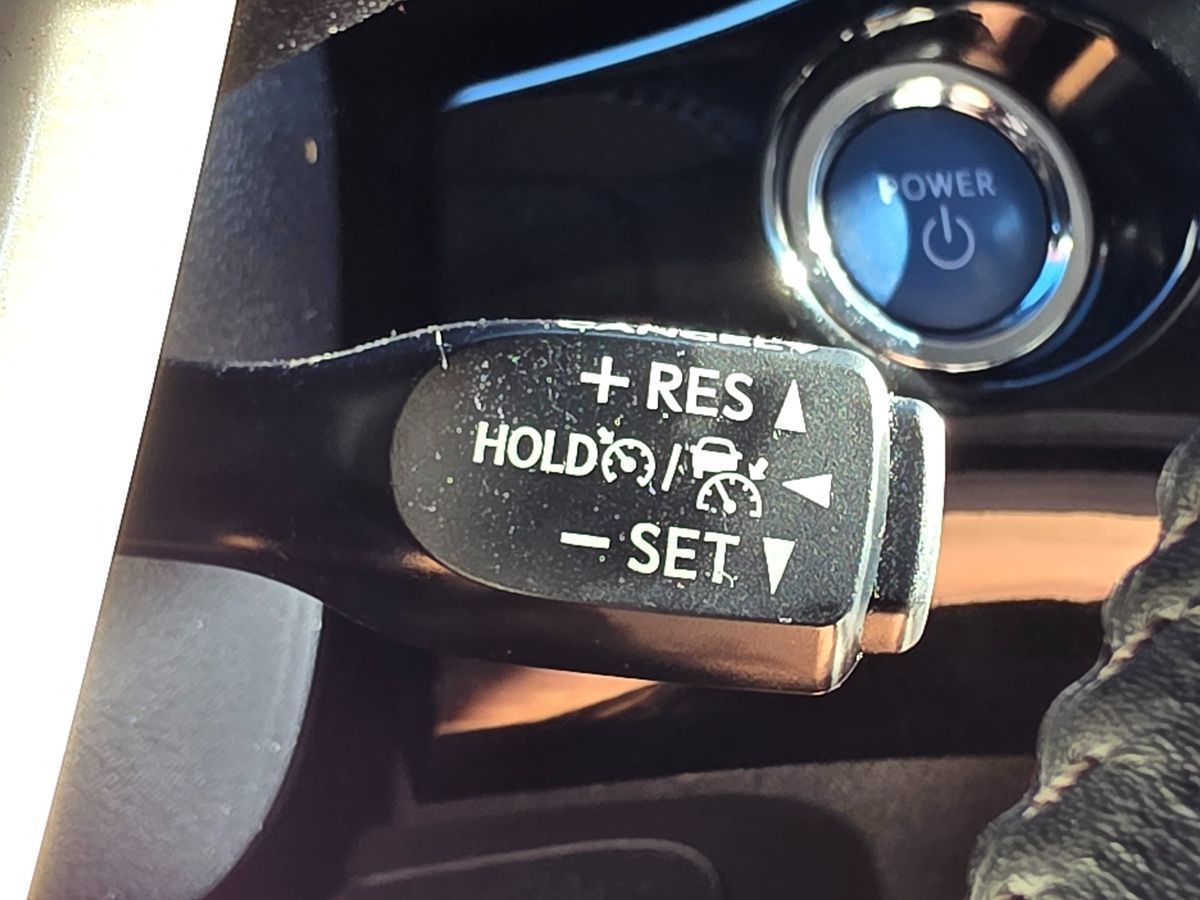 POWER
+ RES ▲
HOLD / ◀
− SET ▼